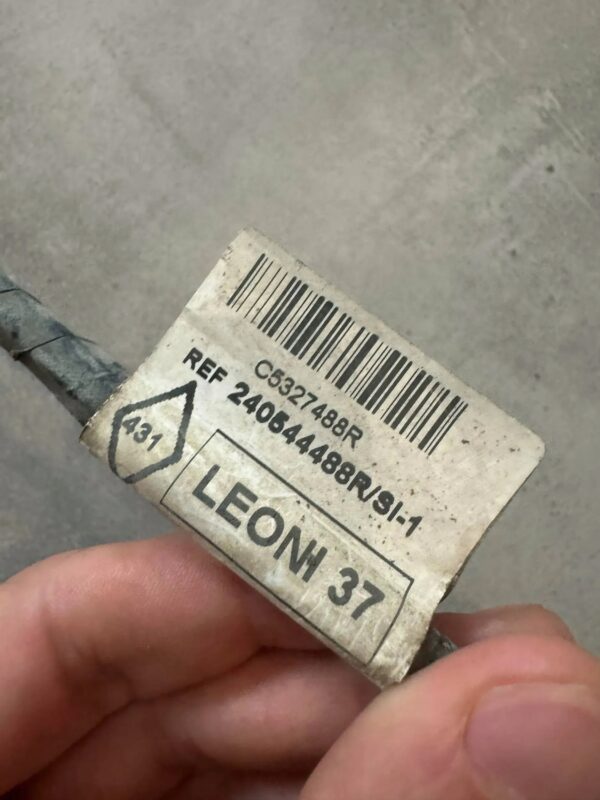 C5327488R
REF 240544488R/SI-1
431
LEONI 37